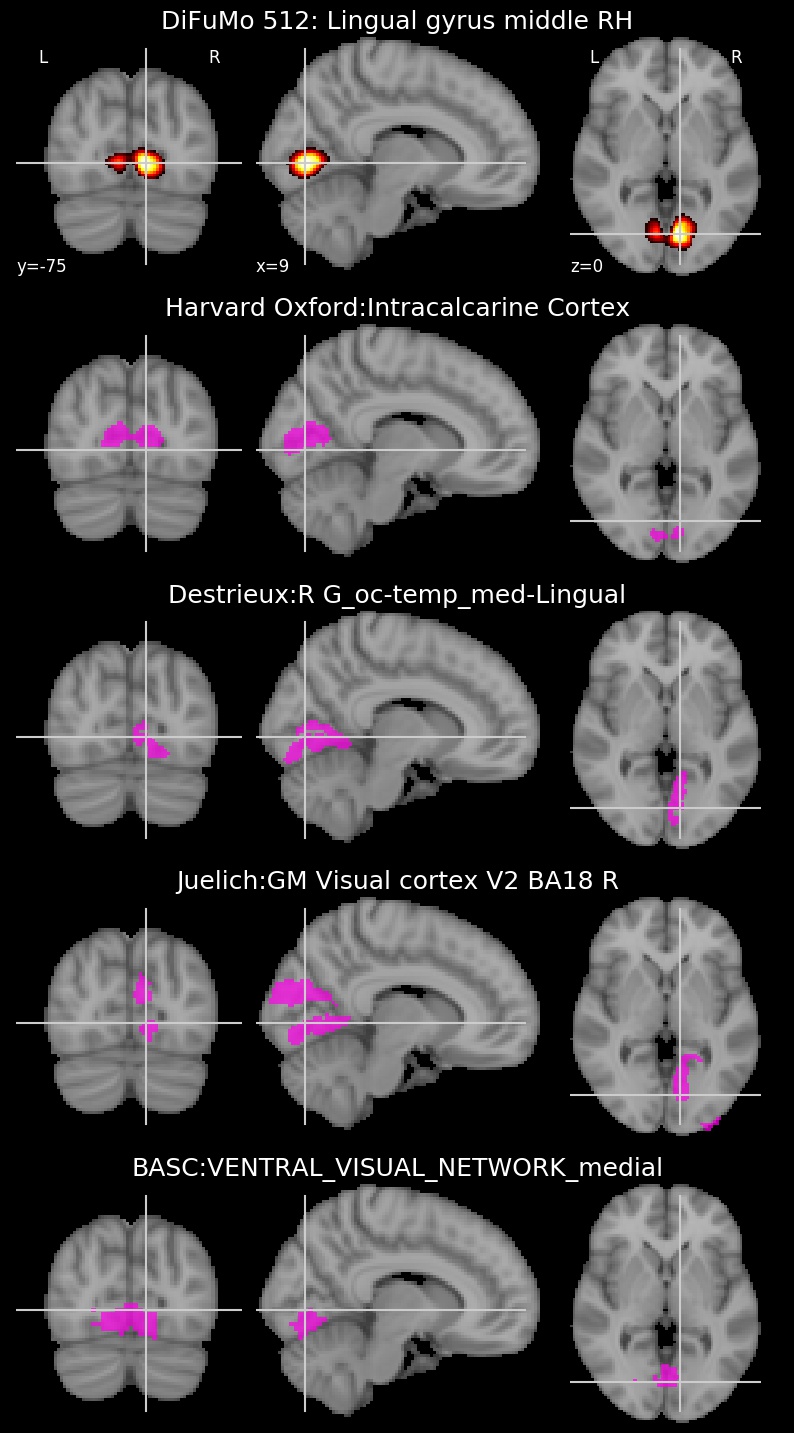 DiFuMo 512: Lingual gyrus middle RH
L R L R
y=-75 x=9 z=0
Harvard Oxford:Intracalcarine Cortex
Destrieux:R G_oc-temp_med-Lingual
Juelich:GM Visual cortex V2 BA18 R
BASC:VENTRAL_VISUAL_NETWORK_medial